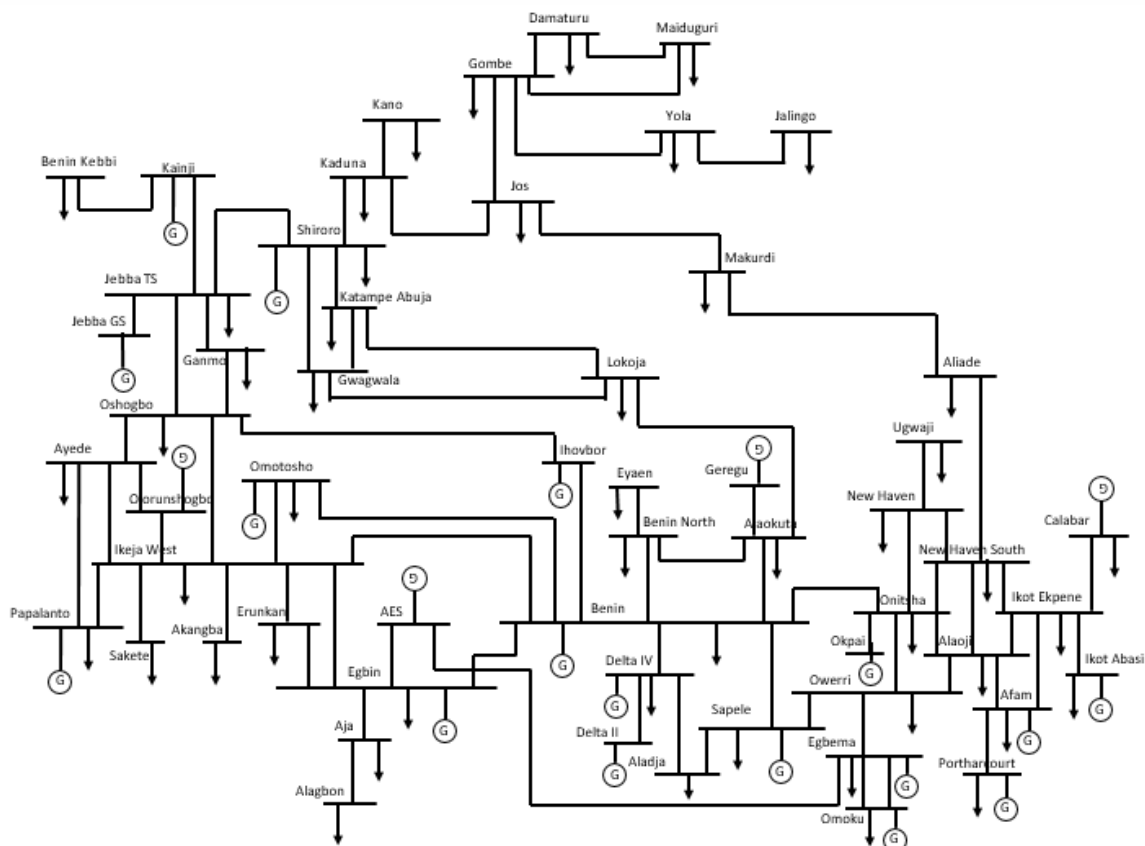 Damaturu
Maiduguri
Gombe
Kano
Yola
Jalingo
Benin Kebbi
Kainji
Kaduna
Jos
G
Shiroro
Makurdi
Jebba TS
G
Katampe Abuja
Jebba GS
Ganmo
Lokoja
Aliade
G
Gwagwala
Oshogbo
Ugwaji
Ayede
G
Omotosho
Ihovbor
G
Eyaen
Geregu
Olorunshogbo
G
G
New Haven
G
Benin North
Ajaokuta
Calabar
Ikeja West
New Haven South
G
Papalanto
Erunkan
AES
Benin
Onitsha
Ikot Ekpene
G
Sakete
Akangba
G
Okpai
G
Alaoji
Ikot Abasi
Egbin
Delta IV
Owerri
G
G
Sapele
Afam
G
Aja
Delta II
G
Aladja
G
Egbema
G
G
Portharcourt
Alagbon
Omoku
G
G